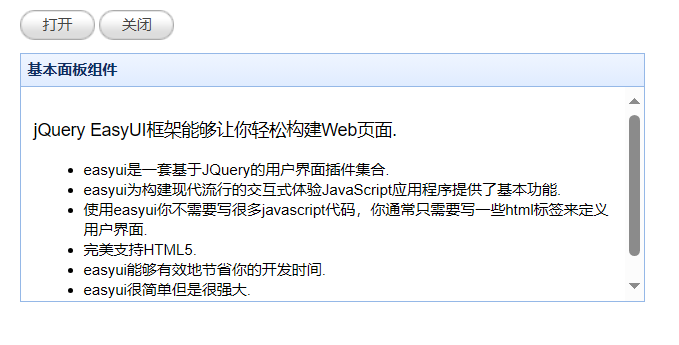 打开 关闭
基本面板组件
jQuery EasyUI框架能够让你轻松构建Web页面.
easyui是一套基于JQuery的用户界面插件集合.
easyui为构建现代流行的交互式体验JavaScript应用程序提供了基本功能.
使用easyui你不需要写很多javascript代码，你通常只需要写一些html标签来定义
用户界面.
完美支持HTML5.
easyui能够有效地节省你的开发时间.
easyui很简单但是很强大.